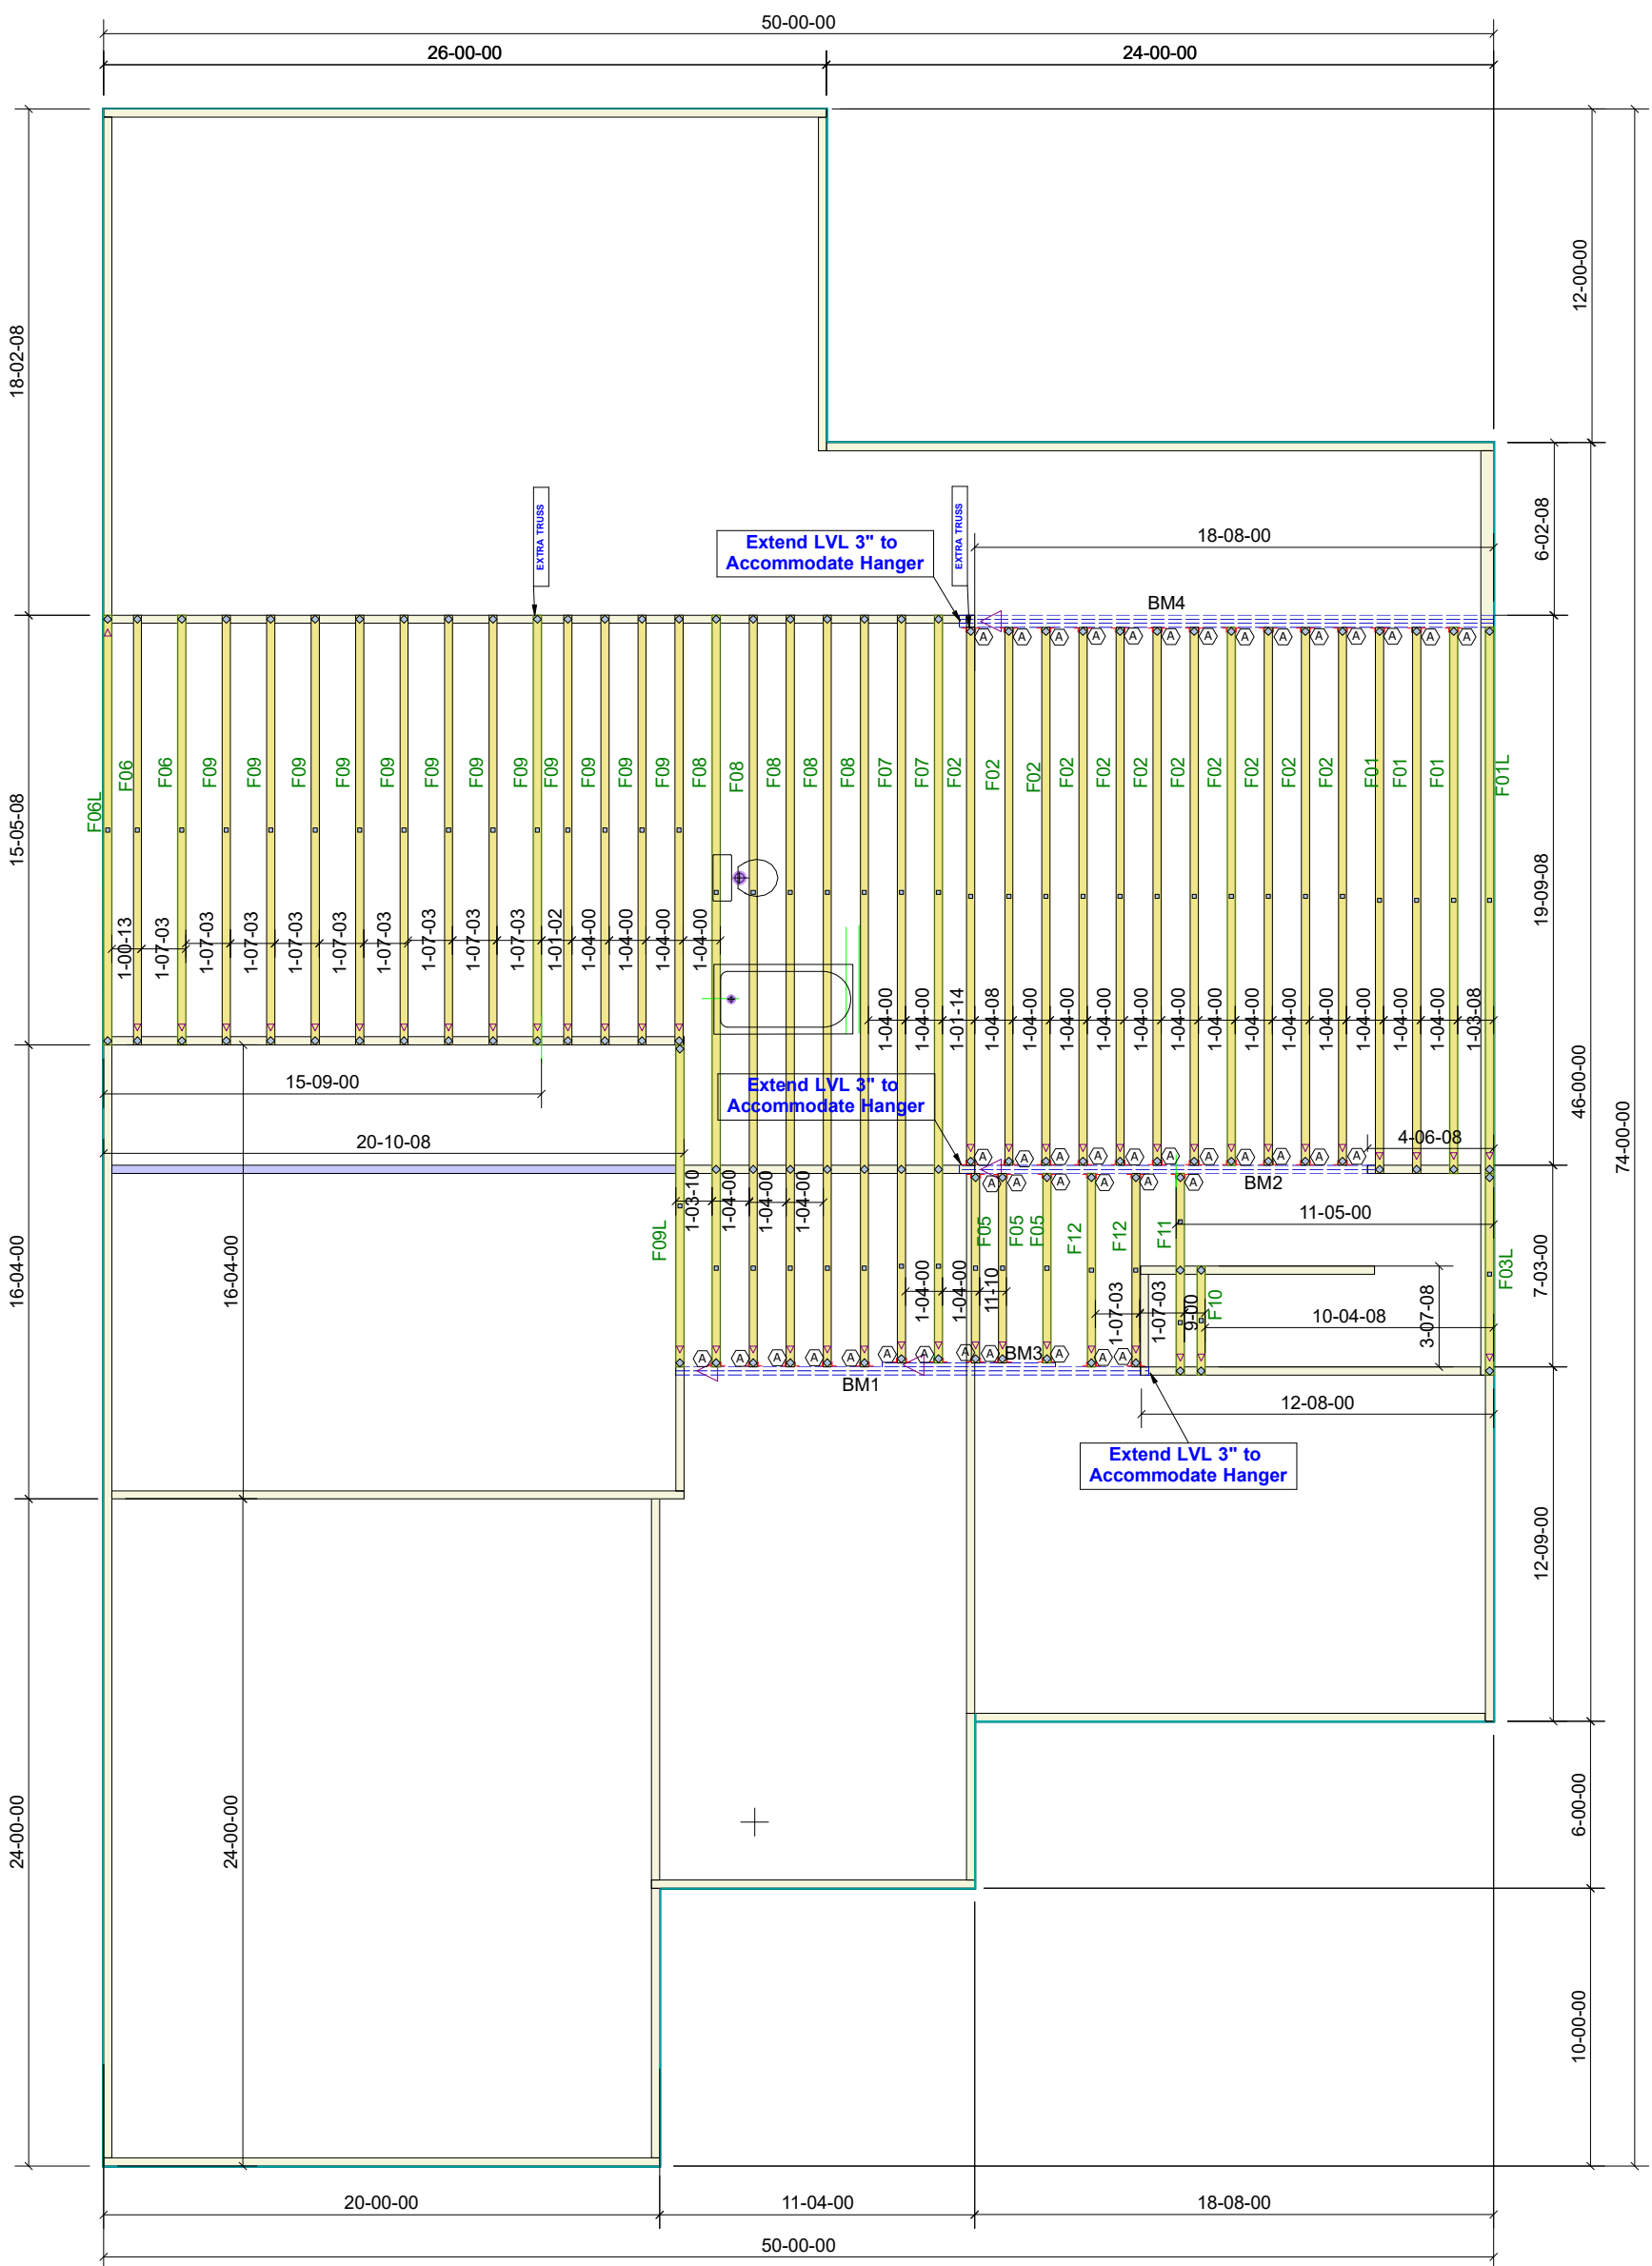 50-00-00
26-00-00
24-00-00
12-00-00
18-02-08
EXTRA TRUSS
Extend LVL 3" to
Accommodate Hanger
EXTRA TRUSS
18-08-00
6-02-08
BM4
A A A A A A A A A A A A A A
F06L
F06
F06
F09
F09
F09
F09
F09
F09
F09
F09
F09
F09
F09
F09
F08
F08
F08
F08
F08
F07
F07
F02
F02
F02
F02
F02
F02
F02
F02
F02
F02
F02
F01
F01
F01
F01L
15-05-08
19-09-08
1-00-13
1-07-03
1-07-03
1-07-03
1-07-03
1-07-03
1-07-03
1-07-03
1-07-03
1-07-03
1-01-02
1-04-00
1-04-00
1-04-00
1-04-00
1-04-00
1-04-00
1-01-14
1-04-08
1-04-00
1-04-00
1-04-00
1-04-00
1-04-00
1-04-00
1-04-00
1-04-00
1-04-00
1-04-00
1-04-00
1-03-08
46-00-00
74-00-00
15-09-00
Extend LVL 3" to
Accommodate Hanger
4-06-08
20-10-08
A A A A A A A A A A A
BM2
A A A A A A
1-03-10
1-04-00
1-04-00
1-04-00
F09L
F05
F05
F05
F12
F12
F11
11-05-00
F03L
7-03-00
16-04-00
16-04-00
1-04-00
1-04-00
11-10
1-07-03
1-07-03
9-00
F10
10-04-08
3-07-08
A A A A A A A A A A A A
BM3
BM1
12-08-00
Extend LVL 3" to
Accommodate Hanger
12-09-00
24-00-00
24-00-00
6-00-00
10-00-00
20-00-00
11-04-00
18-08-00
50-00-00